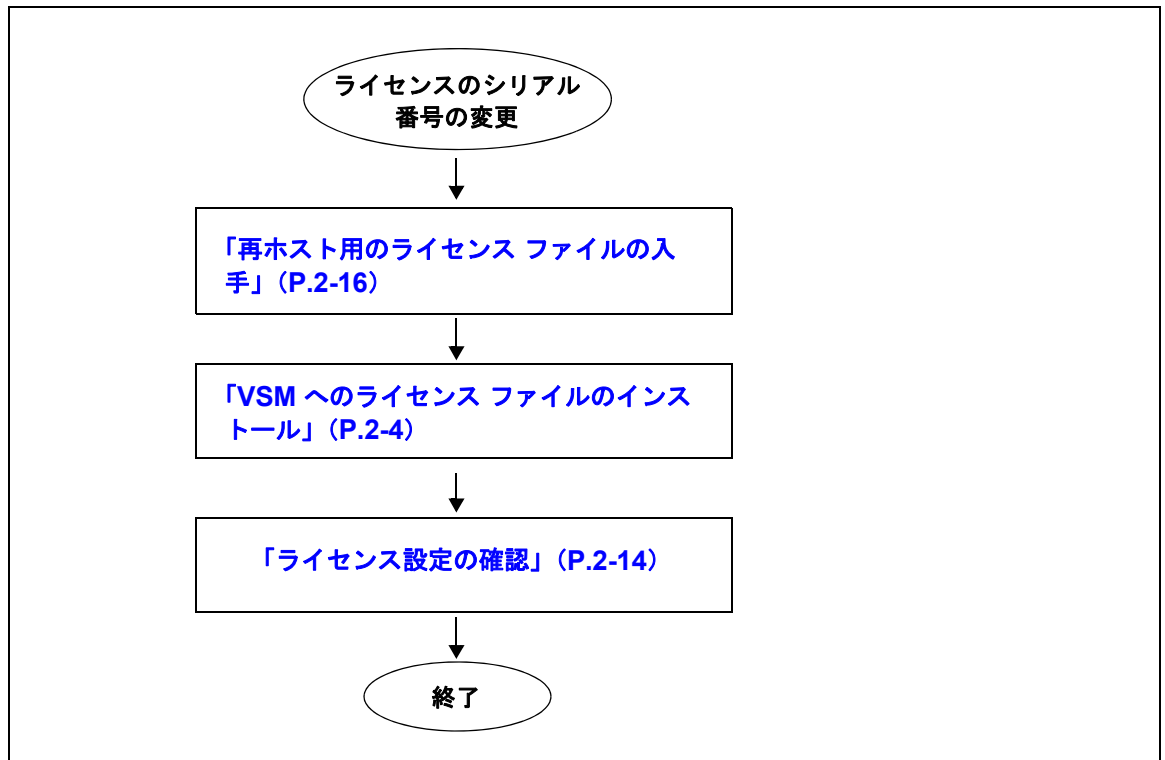 ライセンスのシリアル
番号の変更
「再ホスト用のライセンス ファイルの入
手」（P.2-16）
「VSM へのライセンス ファイルのインス
トール」（P.2-4）
「ライセンス設定の確認」（P.2-14）
終了